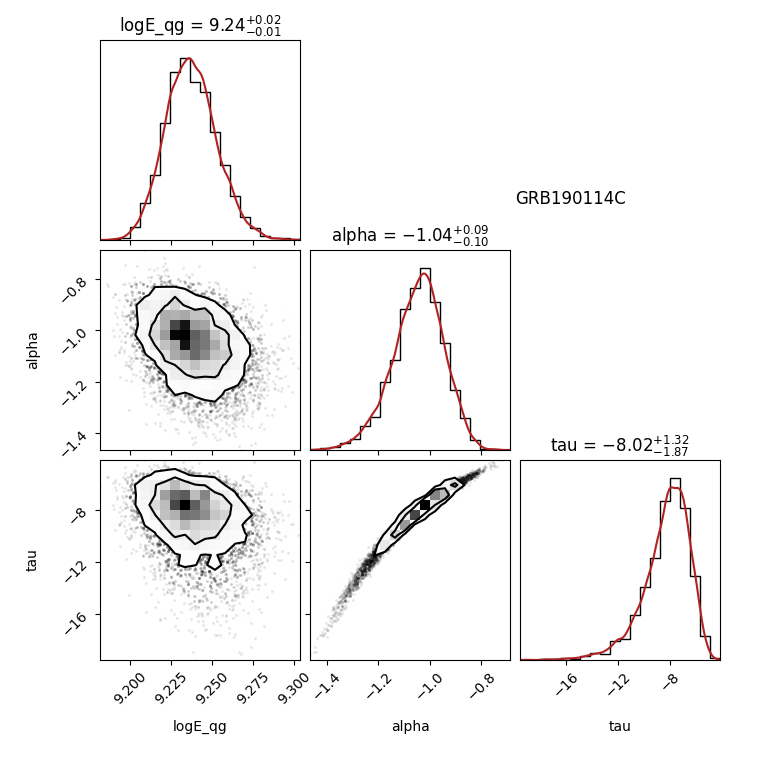 logE_qg = 9.24+0.02−0.01
GRB190114C
alpha = −1.04+0.09−0.10
−0.8
−1.0
−1.2
−1.4
alpha
tau = −8.02+1.32−1.87
−8
−12
−16
tau
9.200
9.225
9.250
9.275
9.300
−1.4
−1.2
−1.0
−0.8
−16
−12
−8
logE_qg
alpha
tau